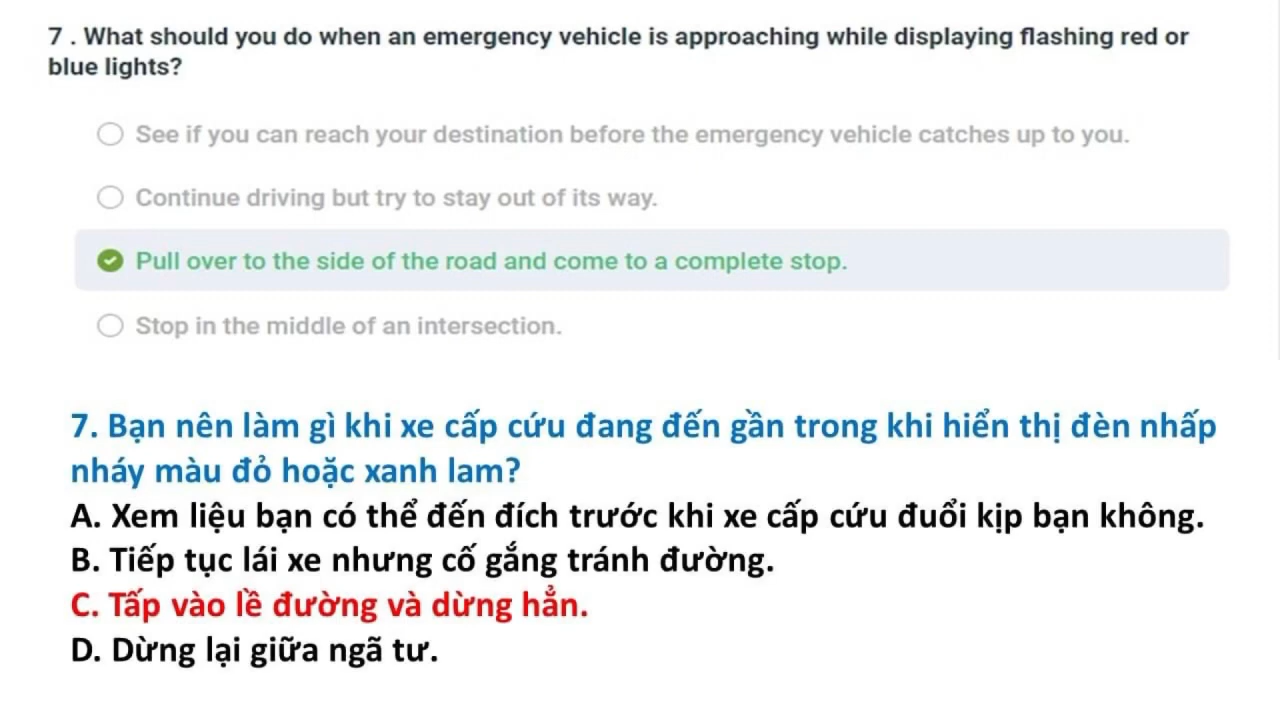 7 . What should you do when an emergency vehicle is approaching while displaying flashing red or
blue lights?
See if you can reach your destination before the emergency vehicle catches up to you.
Continue driving but try to stay out of its way.
Pull over to the side of the road and come to a complete stop.
Stop in the middle of an intersection.
7. Bạn nên làm gì khi xe cấp cứu đang đến gần trong khi hiển thị đèn nhấp
nháy màu đỏ hoặc xanh lam?
A. Xem liệu bạn có thể đến đích trước khi xe cấp cứu đuổi kịp bạn không.
B. Tiếp tục lái xe nhưng cố gắng tránh đường.
C. Tấp vào lề đường và dừng hẳn.
D. Dừng lại giữa ngã tư.